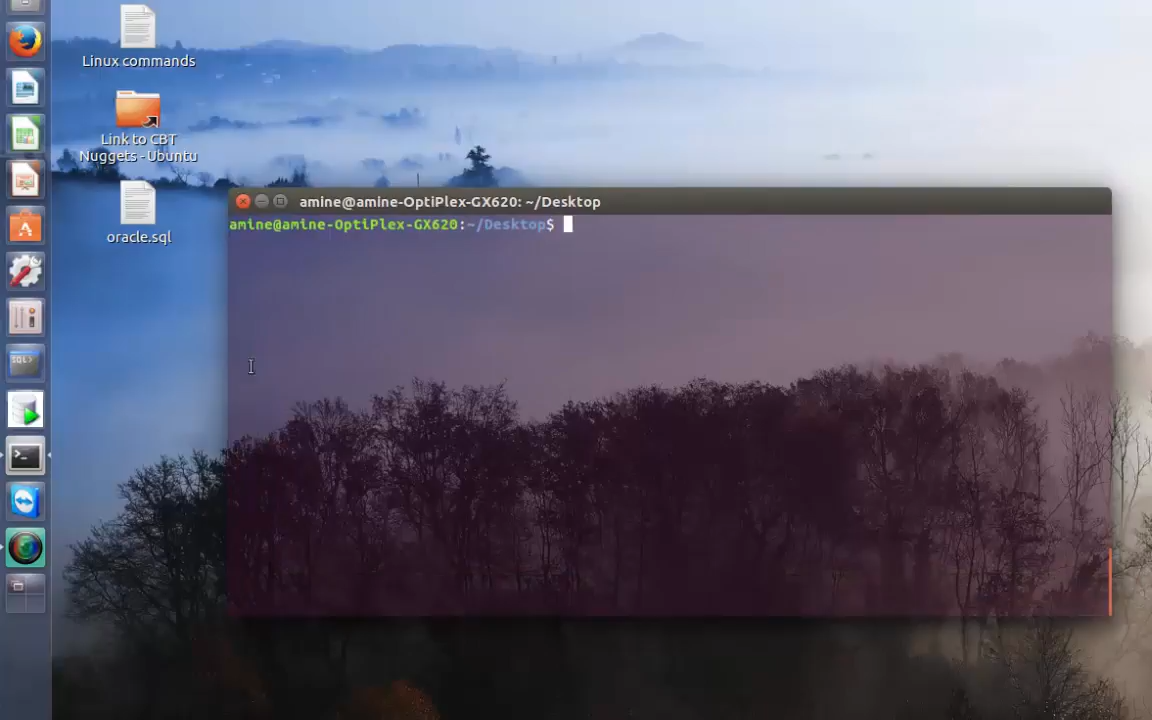 Linux commands
Link to CBT
Nuggets - Ubuntu
oracle.sql
amine@amine-OptiPlex-GX620: ~/Desktop
amine@amine-OptiPlex-GX620:~/Desktop$
SQL>
>_